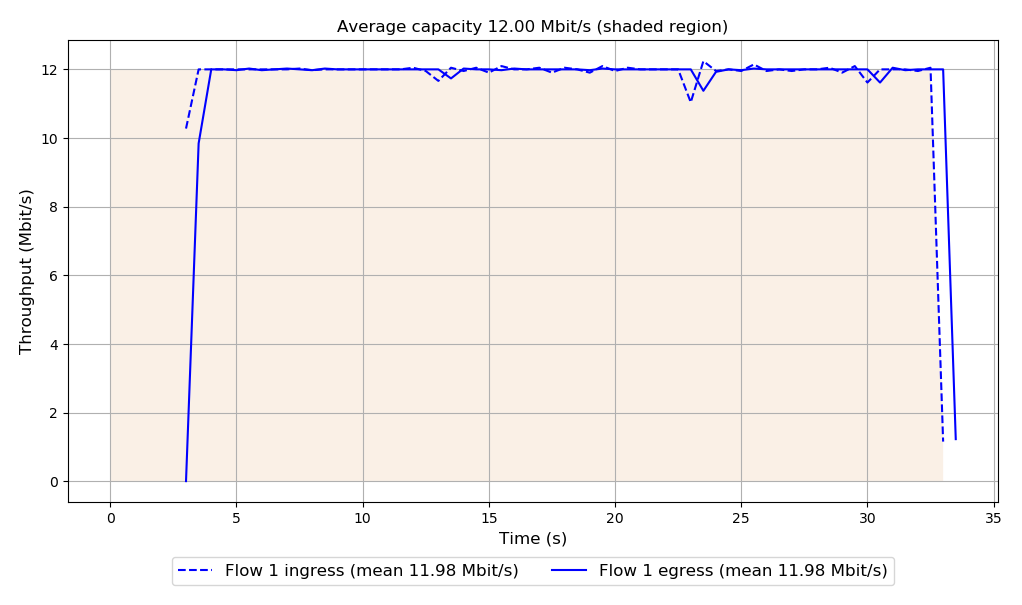 Average capacity 12.00 Mbit/s (shaded region)
Throughput (Mbit/s)
12
10
8
6
4
2
0
0 5 10 15 20 25 30 35
Time (s)
Flow 1 ingress (mean 11.98 Mbit/s) Flow 1 egress (mean 11.98 Mbit/s)